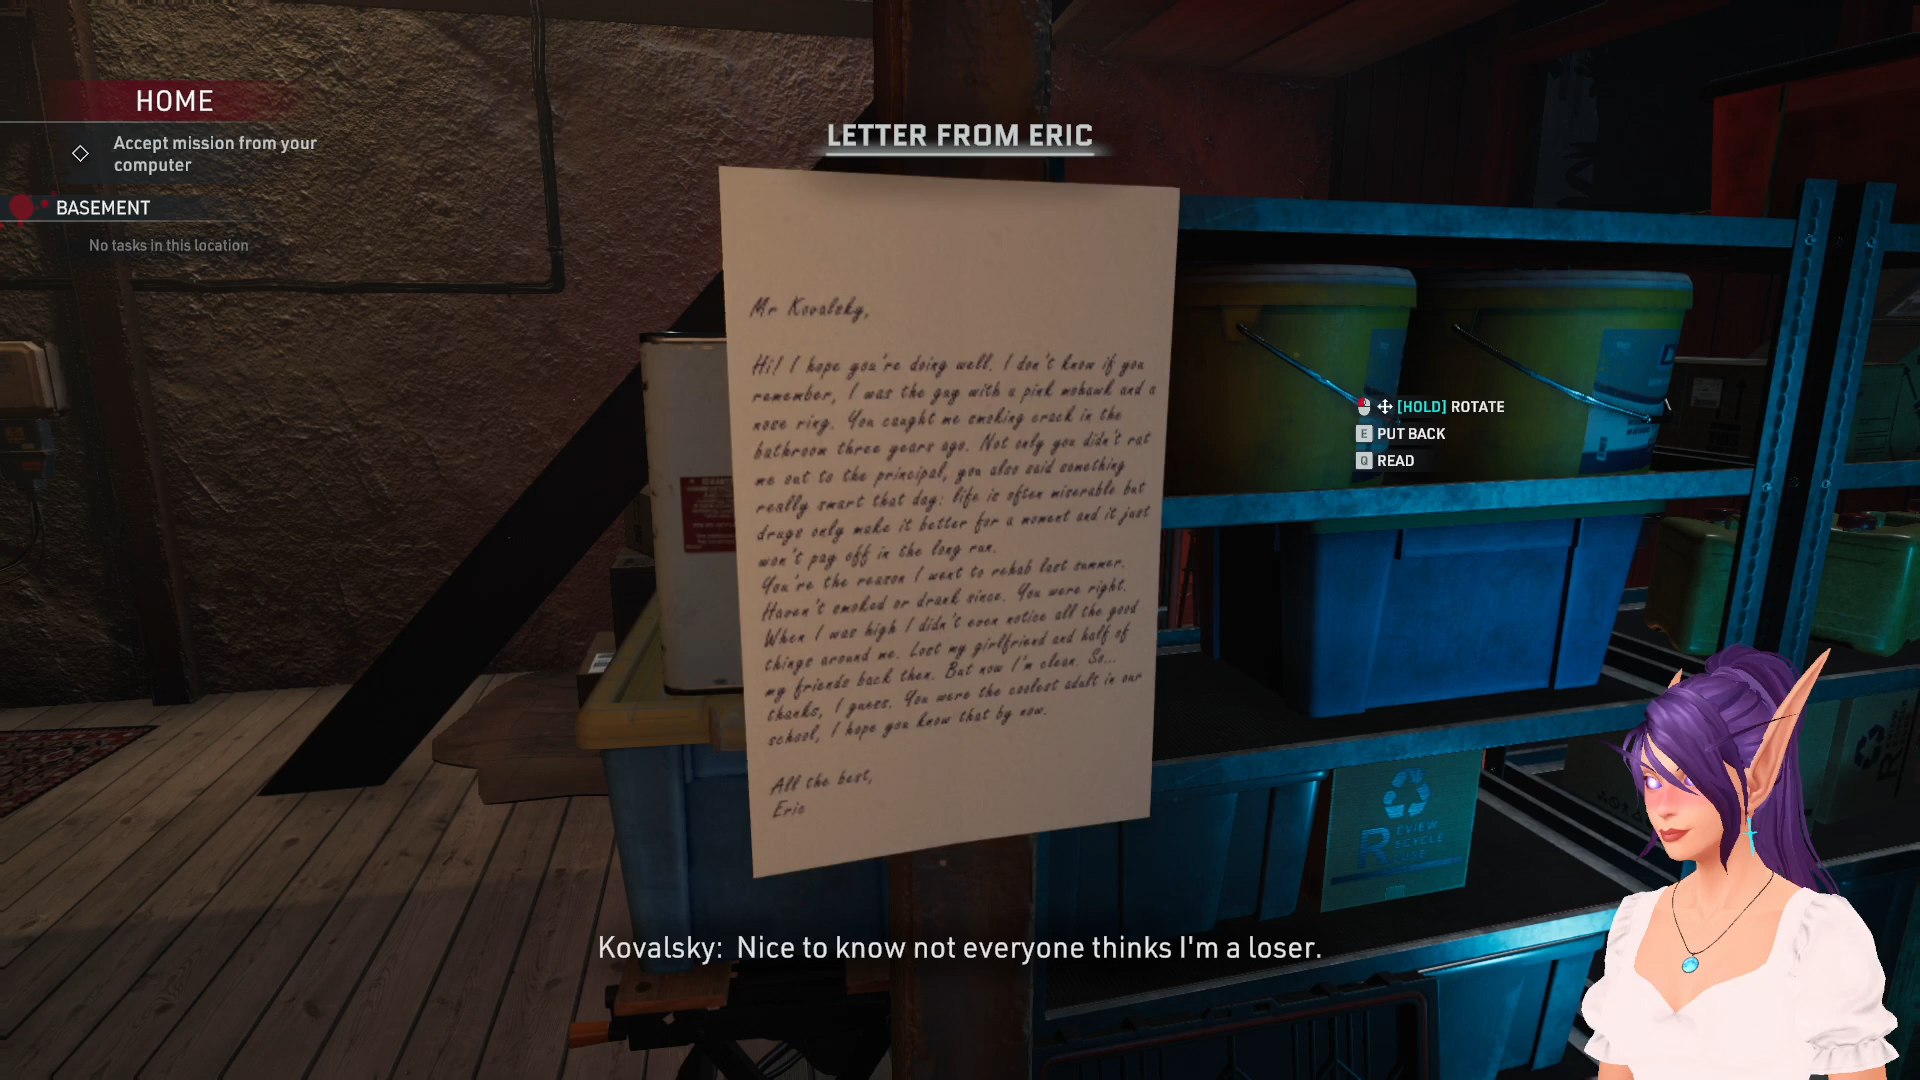 HOME
Accept mission from your
computer
BASEMENT
No tasks in this location
LETTER FROM ERIC
Mr Kovalsky,
Hi! I hope you're doing well. I don't know if you
remember, I was the guy with a pink mohawk and a
nose ring. You caught me smoking crack in the
bathroom three years ago. Not only you didn't rat
me out to the principal, you also said something
really smart that day: life is often miserable but
drugs only make it better for a moment and it just
won't pay off in the long run.
You're the reason I went to rehab last summer.
Haven't smoked or drank since. You were right.
When I was high I didn't even notice all the good
things around me. Lost my girlfriend and half of
my friends back then. But now I'm clean. So...
thanks, I guess. You were the coolest adult in our
school, I hope you know that by now.
All the best,
Eric
[HOLD] ROTATE
E PUT BACK
Q READ
REVIEW
RECYCLE
Kovalsky: Nice to know not everyone thinks I'm a loser.